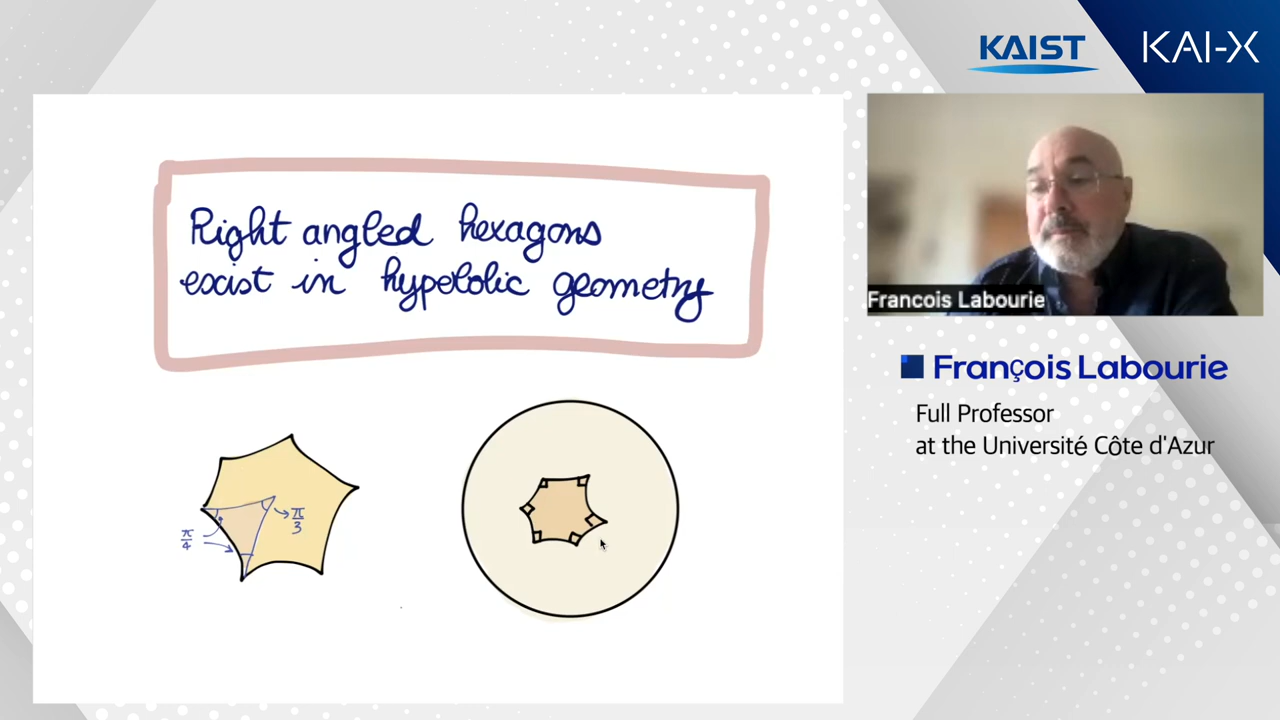 KAIST
KAI-X
Right angled hexagons
exist in hypelolic geometry
π/4
π/3
Francois Labourie
François Labourie
Full Professor
at the Université Côte d'Azur